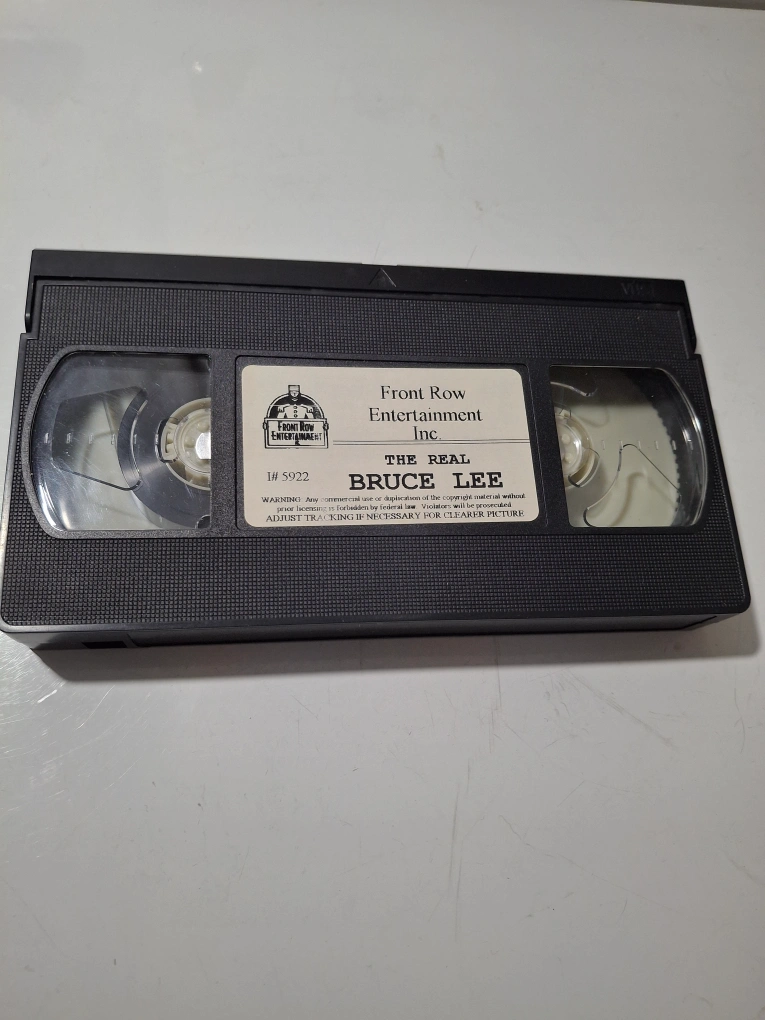 Front Row
Entertainment
Inc.
FRONT ROW
ENTERTAINMENT
THE REAL
I# 5922
BRUCE LEE
WARNING: Any commercial use or duplication of the copyright material without
prior licensing is forbidden by federal law. Violators will be prosecuted
ADJUST TRACKING IF NECESSARY FOR CLEARER PICTURE
VHS